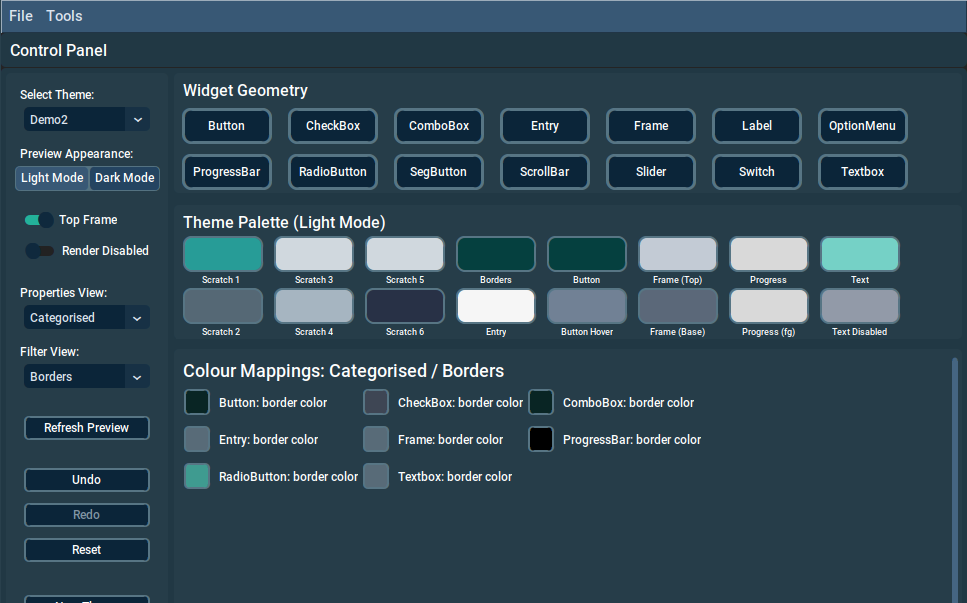 File Tools
Control Panel
Select Theme:
Demo2
Preview Appearance:
Light Mode Dark Mode
Top Frame
Render Disabled
Properties View:
Categorised
Filter View:
Borders
Refresh Preview
Undo
Redo
Reset
Widget Geometry
Button CheckBox ComboBox Entry Frame Label OptionMenu
ProgressBar RadioButton SegButton ScrollBar Slider Switch Textbox
Theme Palette (Light Mode)
Scratch 1 Scratch 3 Scratch 5 Borders Button Frame (Top) Progress Text
Scratch 2 Scratch 4 Scratch 6 Entry Button Hover Frame (Base) Progress (fg) Text Disabled
Colour Mappings: Categorised / Borders
Button: border color CheckBox: border color ComboBox: border color
Entry: border color Frame: border color ProgressBar: border color
RadioButton: border color Textbox: border color